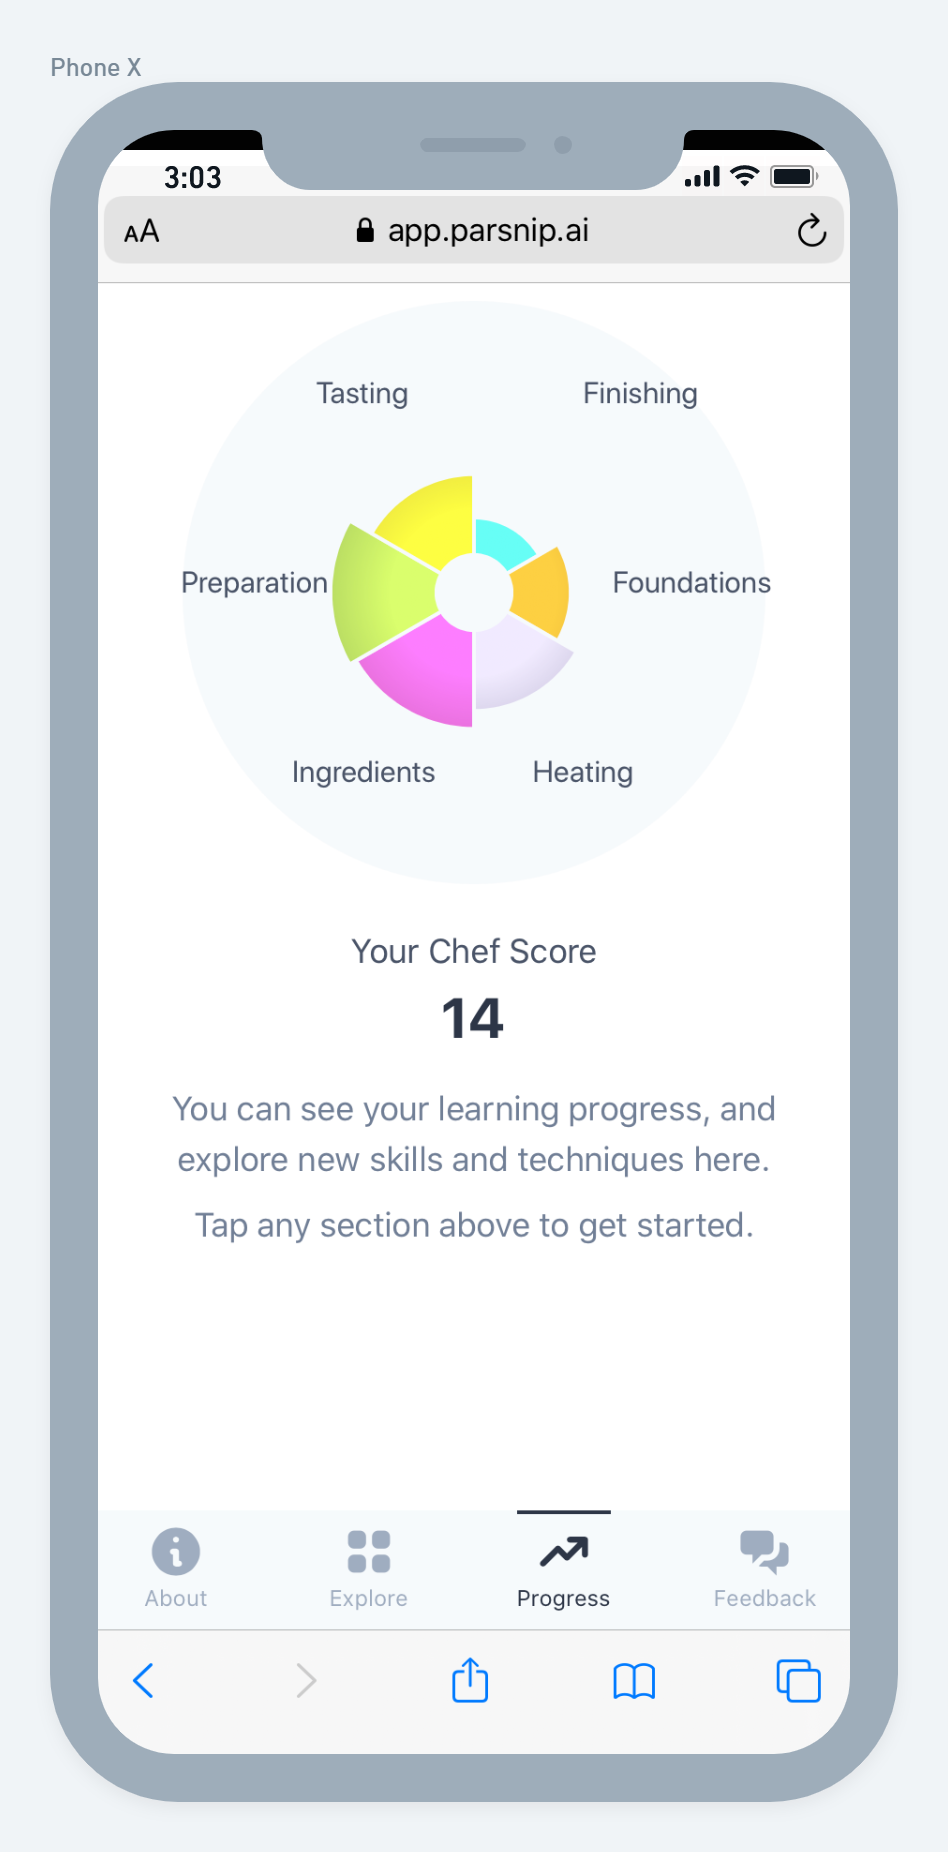 Phone X
3:03
AA
app.parsnip.ai
Tasting
Finishing
Preparation
Foundations
Ingredients
Heating
Your Chef Score
14
You can see your learning progress, and
explore new skills and techniques here.
Tap any section above to get started.
About
Explore
Progress
Feedback